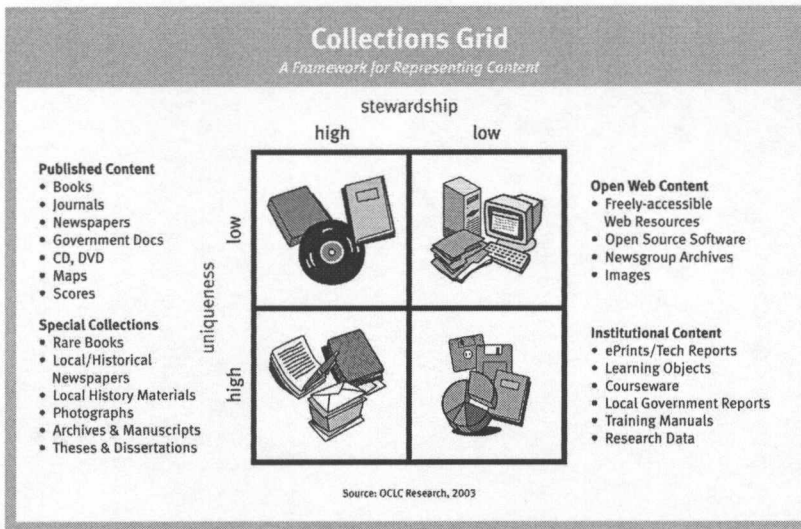 Collections Grid
A Framework for Representing Content
stewardship
high low
Published Content
• Books
• Journals
• Newspapers
• Government Docs
• CD, DVD
• Maps
• Scores
Special Collections
• Rare Books
• Local/Historical
Newspapers
• Local History Materials
• Photographs
• Archives & Manuscripts
• Theses & Dissertations
uniqueness
low
high
Open Web Content
• Freely-accessible
Web Resources
• Open Source Software
• Newsgroup Archives
• Images
Institutional Content
• ePrints/Tech Reports
• Learning Objects
• Courseware
• Local Government Reports
• Training Manuals
• Research Data
Source: OCLC Research, 2003